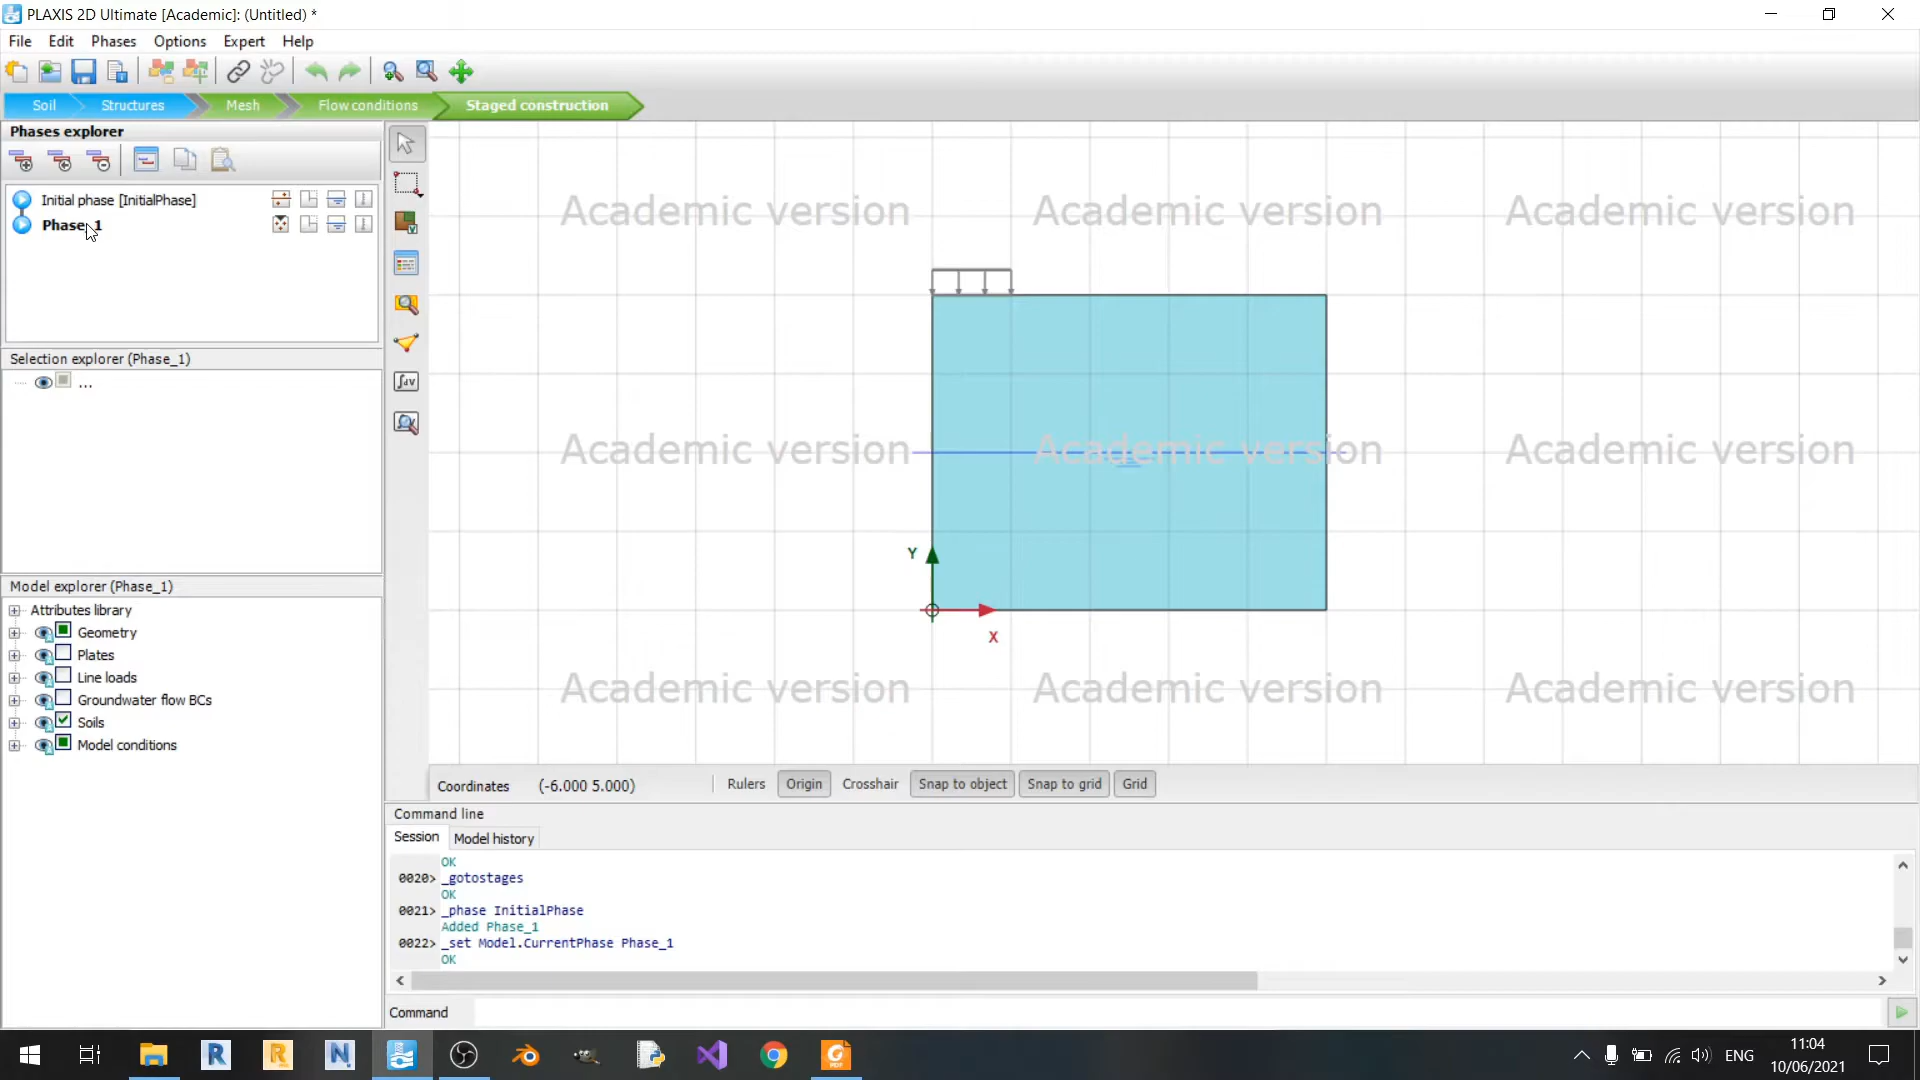 PLAXIS 2D Ultimate [Academic]: (Untitled) *
File Edit Phases Options Expert Help
Soil Structures Mesh Flow conditions Staged construction
Phases explorer
Initial phase [InitialPhase]
Phase_1
Selection explorer (Phase_1)
...
Model explorer (Phase_1)
Attributes library
Geometry
Plates
Line loads
Groundwater flow BCs
Soils
Model conditions
Academic version Academic version Academic version
Academic version Academic version Academic version
Y
X
Academic version Academic version Academic version
Coordinates (-6.000 5.000) Rulers Origin Crosshair Snap to object Snap to grid Grid
Command line
Session Model history
OK
0020> _gotostages
OK
0021> _phase InitialPhase
Added Phase_1
0022> _set Model.CurrentPhase Phase_1
OK
Command
ENG
11:04
10/06/2021